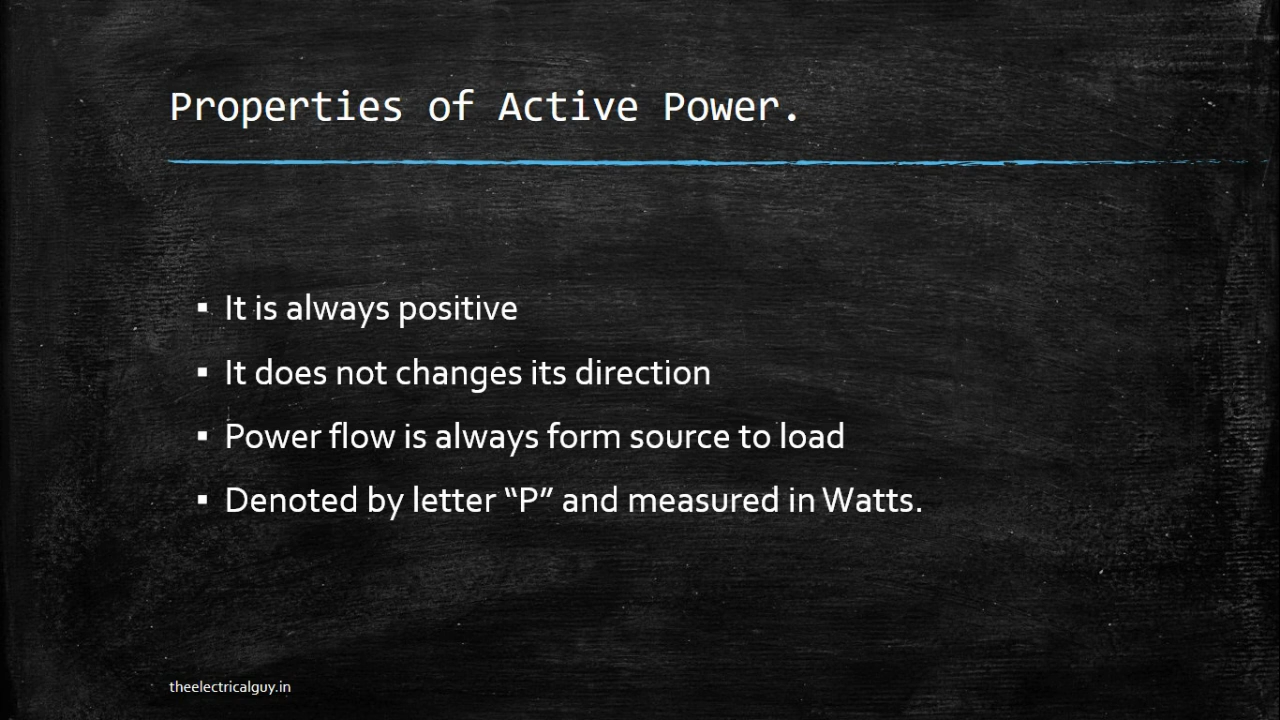 Properties of Active Power.
▪ It is always positive
▪ It does not changes its direction
▪ Power flow is always form source to load
▪ Denoted by letter “P” and measured in Watts.
theelectricalguy.in